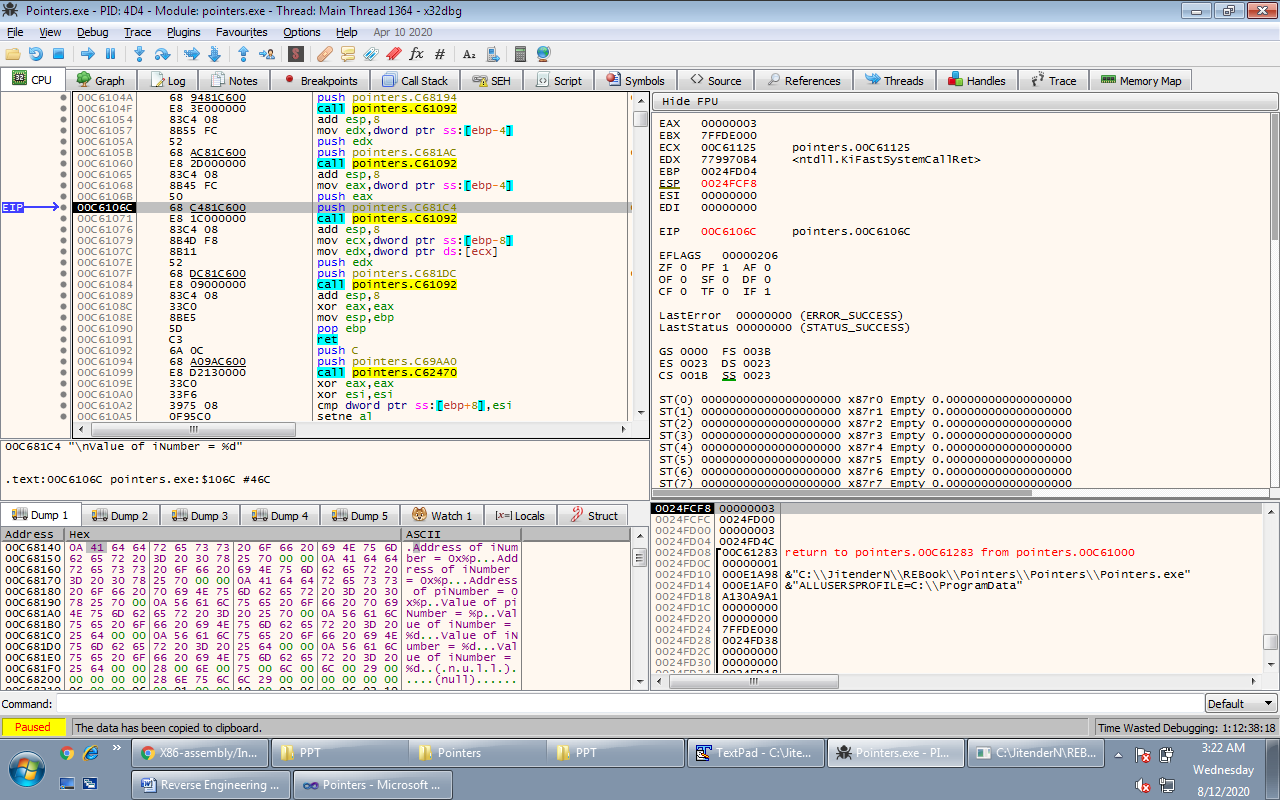 Pointers.exe - PID: 4D4 - Module: pointers.exe - Thread: Main Thread 1364 - x32dbg
File View Debug Trace Plugins Favourites Options Help Apr 10 2020
CPU Graph Log Notes Breakpoints Call Stack SEH Script Symbols Source References Threads Handles Trace Memory Map
00C6104A 68 9481C600 push pointers.C68194
00C6104F E8 3E000000 call pointers.C61092
00C61054 83C4 08 add esp,8
00C61057 8B55 FC mov edx,dword ptr ss:[ebp-4]
00C6105A 52 push edx
00C6105B 68 AC81C600 push pointers.C681AC
00C61060 E8 2D000000 call pointers.C61092
00C61065 83C4 08 add esp,8
00C61068 8B45 FC mov eax,dword ptr ss:[ebp-4]
00C6106B 50 push eax
EIP 00C6106C 68 C481C600 push pointers.C681C4
00C61071 E8 1C000000 call pointers.C61092
00C61076 83C4 08 add esp,8
00C61079 8B4D F8 mov ecx,dword ptr ss:[ebp-8]
00C6107C 8B11 mov edx,dword ptr ds:[ecx]
00C6107E 52 push edx
00C6107F 68 DC81C600 push pointers.C681DC
00C61084 E8 09000000 call pointers.C61092
00C61089 83C4 08 add esp,8
00C6108C 33C0 xor eax,eax
00C6108E 8BE5 mov esp,ebp
00C61090 5D pop ebp
00C61091 C3 ret
00C61092 6A 0C push C
00C61094 68 A09AC600 push pointers.C69AA0
00C61099 E8 D2130000 call pointers.C62470
00C6109E 33C0 xor eax,eax
00C610A0 33F6 xor esi,esi
00C610A2 3975 08 cmp dword ptr ss:[ebp+8],esi
00C610A5 0F95C0 setne al
Hide FPU
EAX 00000003
EBX 7FFDE000
ECX 00C61125 pointers.00C61125
EDX 779970B4 <ntdll.KiFastSystemCallRet>
EBP 0024FD04
ESP 0024FCF8
ESI 00000000
EDI 00000000
EIP 00C6106C pointers.00C6106C
EFLAGS 00000206
ZF 0 PF 1 AF 0
OF 0 SF 0 DF 0
CF 0 TF 0 IF 1
LastError 00000000 (ERROR_SUCCESS)
LastStatus 00000000 (STATUS_SUCCESS)
GS 0000 FS 003B
ES 0023 DS 0023
CS 001B SS 0023
ST(0) 00000000000000000000 x87r0 Empty 0.000000000000000000
ST(1) 00000000000000000000 x87r1 Empty 0.000000000000000000
ST(2) 00000000000000000000 x87r2 Empty 0.000000000000000000
ST(3) 00000000000000000000 x87r3 Empty 0.000000000000000000
ST(4) 00000000000000000000 x87r4 Empty 0.000000000000000000
ST(5) 00000000000000000000 x87r5 Empty 0.000000000000000000
ST(6) 00000000000000000000 x87r6 Empty 0.000000000000000000
ST(7) 00000000000000000000 x87r7 Empty 0.000000000000000000
00C681C4 "\nValue of iNumber = %d"
.text:00C6106C pointers.exe:$106C #46C
Dump 1 Dump 2 Dump 3 Dump 4 Dump 5 Watch 1 [x=] Locals Struct
Address Hex ASCII
00C68140 0A 41 64 64 72 65 73 73 20 6F 66 20 69 4E 75 6D .Address of iNum
00C68150 62 65 72 20 3D 20 30 78 25 70 00 00 0A 41 64 64 ber = 0x%p...Add
00C68160 72 65 73 73 20 6F 66 20 69 4E 75 6D 62 65 72 20 ress of iNumber
00C68170 3D 20 30 78 25 70 00 00 0A 41 64 64 72 65 73 73 = 0x%p...Address
00C68180 20 6F 66 20 70 69 4E 75 6D 62 65 72 20 3D 20 30 of piNumber = 0
00C68190 78 25 70 00 0A 56 61 6C 75 65 20 6F 66 20 70 69 x%p..Value of pi
00C681A0 4E 75 6D 62 65 72 20 3D 20 25 70 00 0A 56 61 6C Number = %p..Val
00C681B0 75 65 20 6F 66 20 69 4E 75 6D 62 65 72 20 3D 20 ue of iNumber =
00C681C0 25 64 00 00 0A 56 61 6C 75 65 20 6F 66 20 69 4E %d...Value of iN
00C681D0 75 6D 62 65 72 20 3D 20 25 64 00 00 0A 56 61 6C umber = %d...Val
00C681E0 75 65 20 6F 66 20 69 4E 75 6D 62 65 72 20 3D 20 ue of iNumber =
00C681F0 25 64 00 00 28 00 6E 00 75 00 6C 00 6C 00 29 00 %d..(.n.u.l.l.).
00C68200 00 00 00 00 28 6E 75 6C 6C 29 00 00 00 00 00 00 ....(null)......
0024FCF8 00000003
0024FCFC 0024FD00
0024FD00 00000003
0024FD04 0024FD4C
0024FD08 00C61283 return to pointers.00C61283 from pointers.00C61000
0024FD0C 00000001
0024FD10 000E1A98 &"C:\\JitenderN\\REBook\\Pointers\\Pointers\\Pointers.exe"
0024FD14 000E1AF0 &"ALLUSERSPROFILE=C:\\ProgramData"
0024FD18 A130A9A1
0024FD1C 00000000
0024FD20 00000000
0024FD24 7FFDE000
0024FD28 0024FD38
0024FD2C 00000000
0024FD30 00000000
Command: Default
Paused The data has been copied to clipboard. Time Wasted Debugging: 1:12:38:18
X86-assembly/In... PPT Pointers PPT TextPad - C:\Jite... Pointers.exe - PI... C:\JitenderN\REB...
Reverse Engineering ... Pointers - Microsoft ...
3:22 AM
Wednesday
8/12/2020